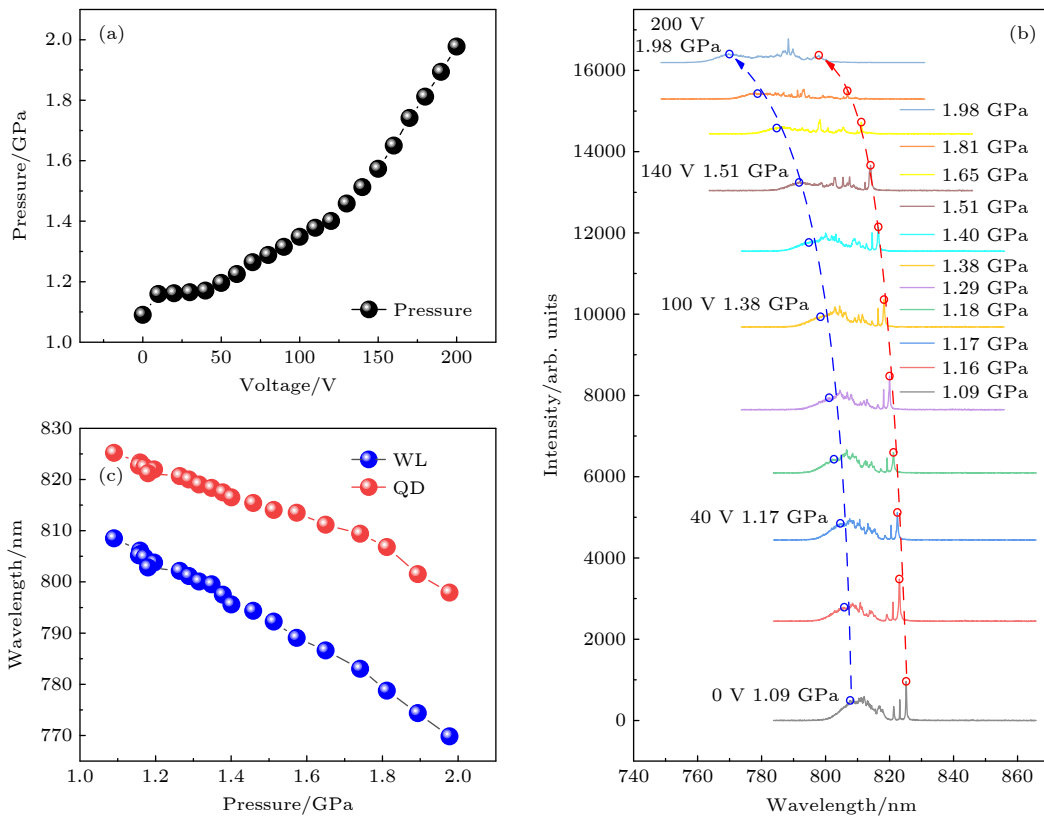 (a)
2.0
1.8
1.6
1.4
1.2
1.0
Pressure/GPa
0
50
100
150
200
Voltage/V
Pressure
(b)
200 V
1.98 GPa
140 V 1.51 GPa
100 V 1.38 GPa
40 V 1.17 GPa
0 V 1.09 GPa
1.98 GPa
1.81 GPa
1.65 GPa
1.51 GPa
1.40 GPa
1.38 GPa
1.29 GPa
1.18 GPa
1.17 GPa
1.16 GPa
1.09 GPa
16000
14000
12000
10000
8000
6000
4000
2000
0
Intensity/arb. units
740
760
780
800
820
840
860
Wavelength/nm
(c)
WL
QD
830
820
810
800
790
780
770
Wavelength/nm
1.0
1.2
1.4
1.6
1.8
2.0
Pressure/GPa